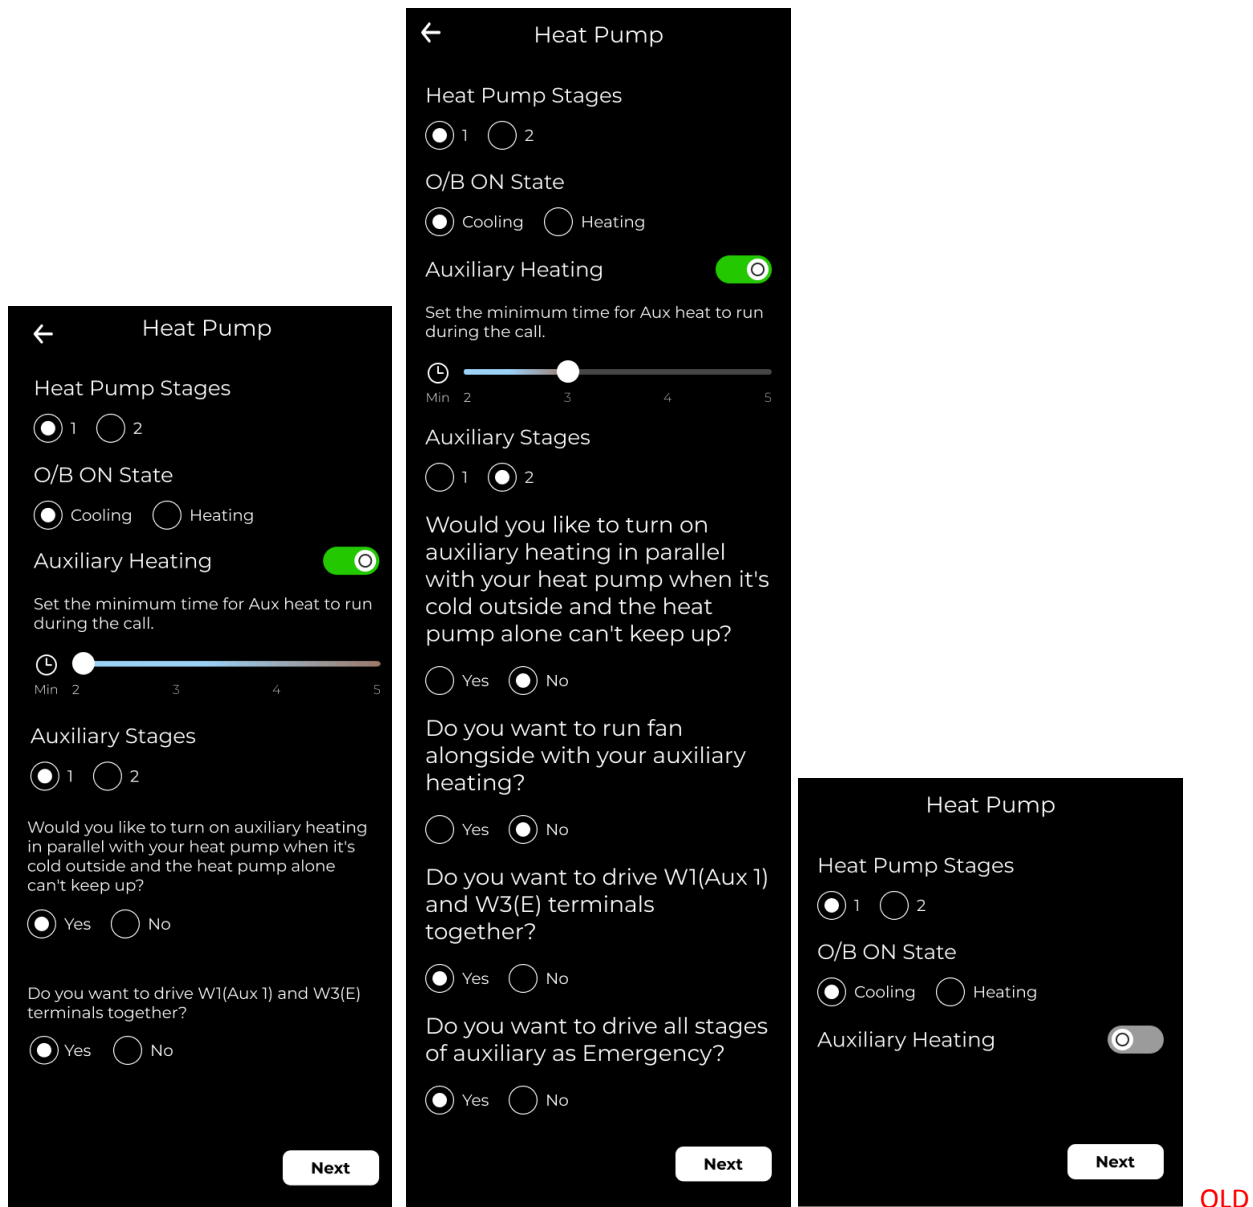 Heat Pump
Heat Pump Stages
1 2
O/B ON State
Cooling Heating
Auxiliary Heating
Set the minimum time for Aux heat to run
during the call.
Min 2 3 4 5
Auxiliary Stages
1 2
Would you like to turn on auxiliary heating
in parallel with your heat pump when it's
cold outside and the heat pump alone
can't keep up?
Yes No
Do you want to drive W1(Aux 1) and W3(E)
terminals together?
Yes No
Next
Heat Pump
Heat Pump Stages
1 2
O/B ON State
Cooling Heating
Auxiliary Heating
Set the minimum time for Aux heat to run
during the call.
Min 2 3 4 5
Auxiliary Stages
1 2
Would you like to turn on
auxiliary heating in parallel
with your heat pump when it's
cold outside and the heat
pump alone can't keep up?
Yes No
Do you want to run fan
alongside with your auxiliary
heating?
Yes No
Do you want to drive W1(Aux 1)
and W3(E) terminals
together?
Yes No
Do you want to drive all stages
of auxiliary as Emergency?
Yes No
Next
Heat Pump
Heat Pump Stages
1 2
O/B ON State
Cooling Heating
Auxiliary Heating
Next
OLD